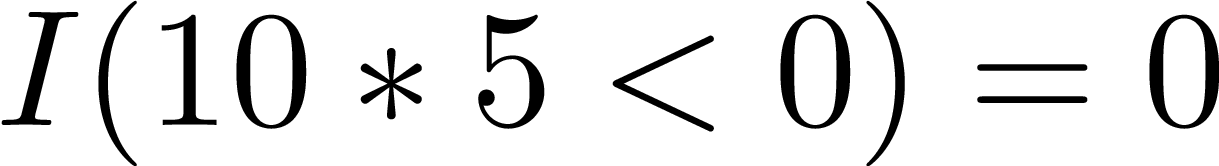 I(10 ∗ 5 < 0) = 0